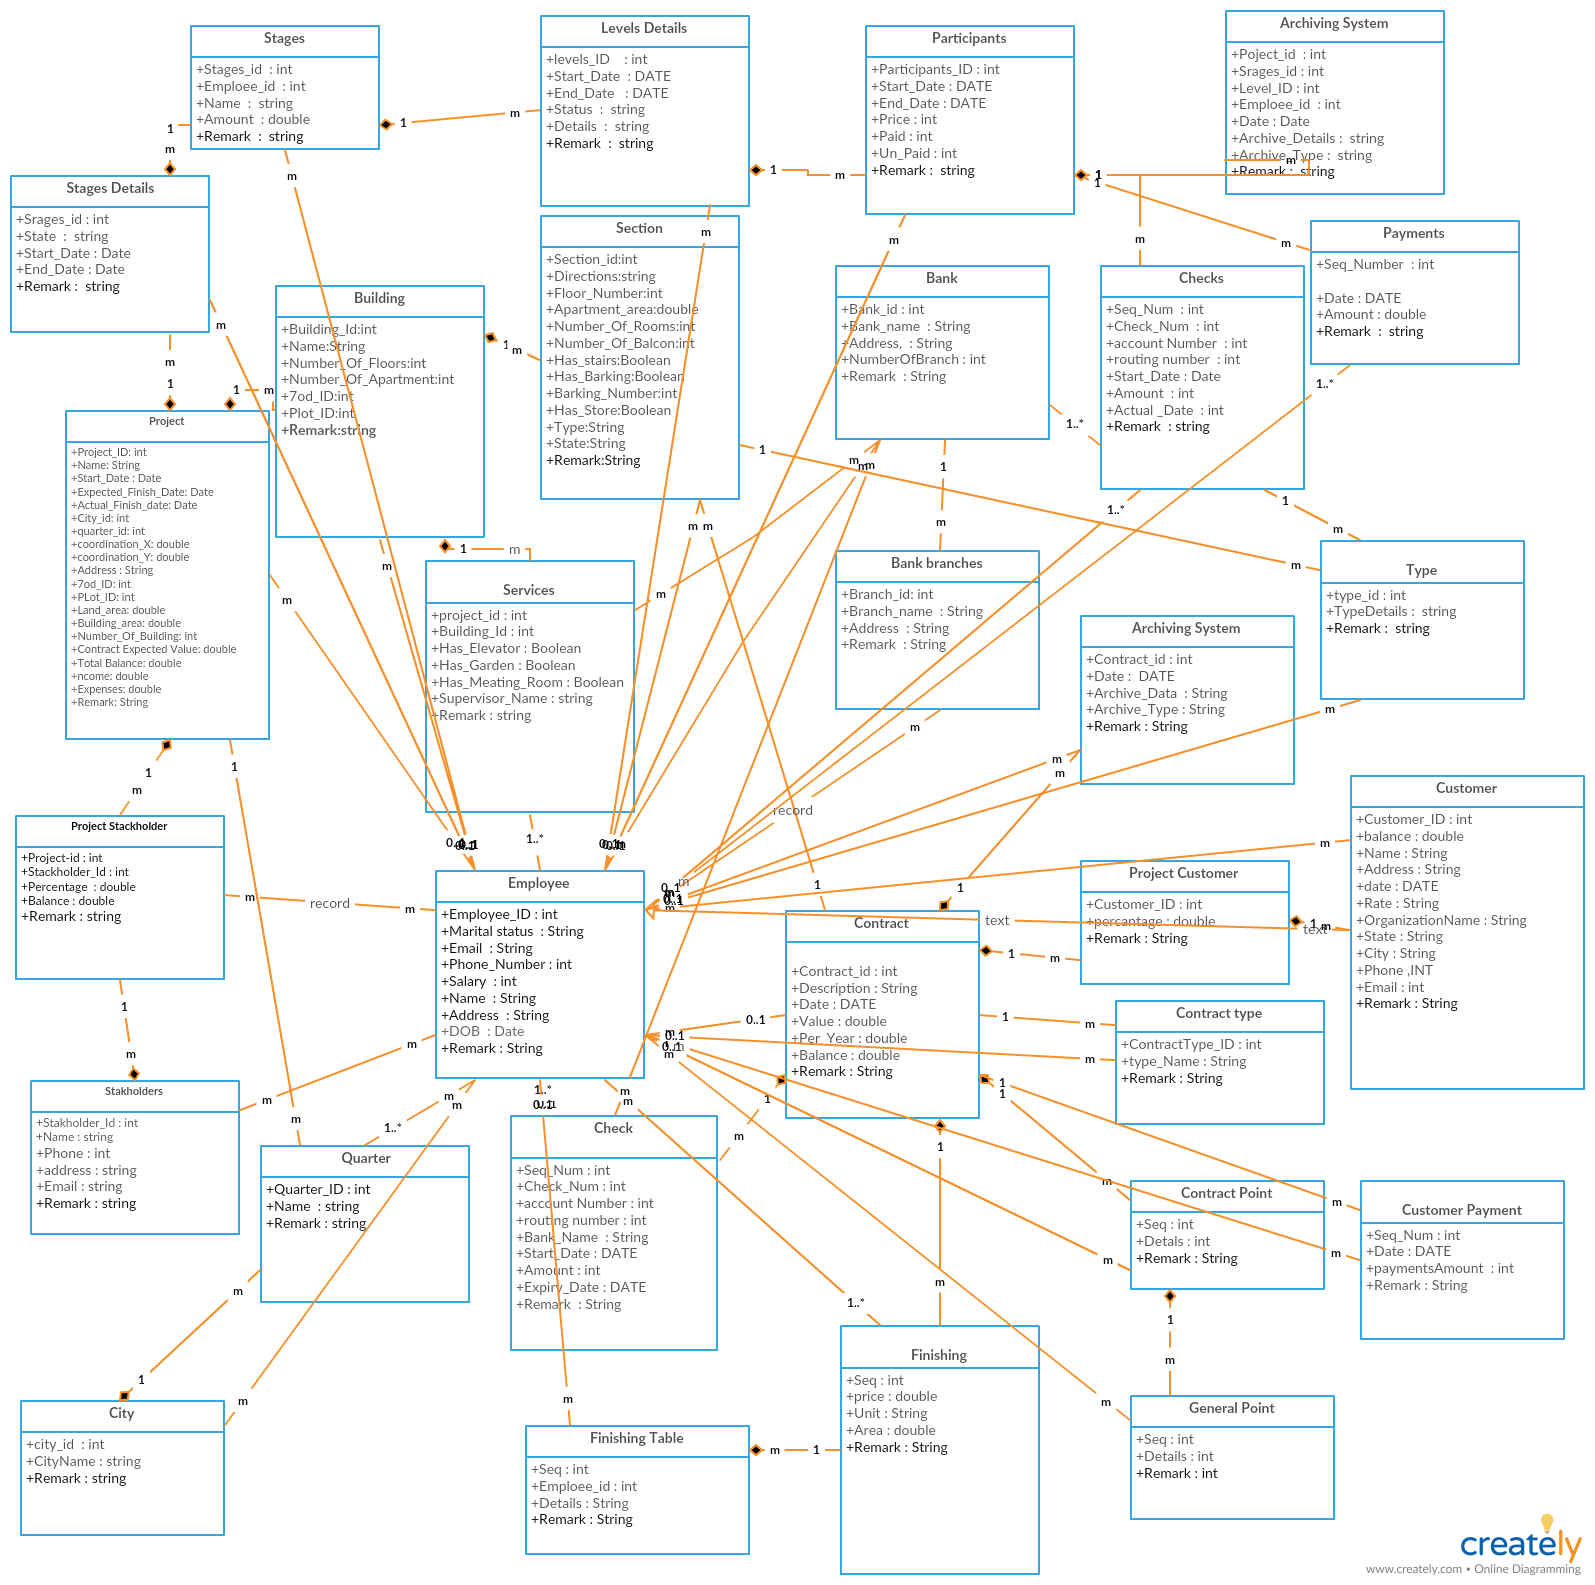 Stages
+Stages_id : int
+Emploee_id : int
+Name : string
+Amount : double
+Remark : string
Levels Details
+levels_ID : int
+Start_Date : DATE
+End_Date : DATE
+Status : string
+Details : string
+Remark : string
Participants
+Participants_ID : int
+Start_Date : DATE
+End_Date : DATE
+Price : int
+Paid : int
+Un_Paid : int
+Remark : string
Archiving System
+Poject_id : int
+Srages_id : int
+Level_ID : int
+Emploee_id : int
+Date : Date
+Archive_Details : string
+Archive_Type : string
+Remark : string
Stages Details
+Srages_id : int
+State : string
+Start_Date : Date
+End_Date : Date
+Remark : string
Building
+Building_Id:int
+Name:String
+Number_Of_Floors:int
+Number_Of_Apartment:int
+7od_ID:int
+Plot_ID:int
+Remark:string
Section
+Section_id:int
+Directions:string
+Floor_Number:int
+Apartment_area:double
+Number_Of_Rooms:int
+Number_Of_Balcon:int
+Has_stairs:Boolean
+Has_Barking:Boolean
+Barking_Number:int
+Has_Store:Boolean
+Type:String
+State:String
+Remark:String
Bank
+Bank_id : int
+Bank_name : String
+Address, : String
+NumberOfBranch : int
+Remark : String
Checks
+Seq_Num : int
+Check_Num : int
+account Number : int
+routing number : int
+Start_Date : Date
+Amount : int
+Actual _Date : int
+Remark : string
Payments
+Seq_Number : int
+Date : DATE
+Amount : double
+Remark : string
Project
+Project_ID: int
+Name: String
+Start_Date : Date
+Expected_Finish_Date: Date
+Actual_Finish_date: Date
+City_id: int
+quarter_id: int
+coordination_X: double
+coordination_Y: double
+Address : String
+7od_ID: int
+PLot_ID: int
+Land_area: double
+Building_area: double
+Number_Of_Building: int
+Contract Expected Value: double
+Total Balance: double
+ncome: double
+Expenses: double
+Remark: String
Services
+project_id : int
+Building_Id : int
+Has_Elevator : Boolean
+Has_Garden : Boolean
+Has_Meating_Room : Boolean
+Supervisor_Name : string
+Remark : string
Bank branches
+Branch_id: int
+Branch_name : String
+Address : String
+Remark : String
Type
+type_id : int
+TypeDetails : string
+Remark : string
Archiving System
+Contract_id : int
+Date : DATE
+Archive_Data : String
+Archive_Type : String
+Remark : String
Customer
+Customer_ID : int
+balance : double
+Name : String
+Address : String
+date : DATE
+Rate : String
+OrganizationName : String
+State : String
+City : String
+Phone ,INT
+Email : int
+Remark : String
Project Stackholder
+Project-id : int
+Stackholder_Id : int
+Percentage : double
+Balance : double
+Remark : string
Employee
+Employee_ID : int
+Marital status : String
+Email : String
+Phone_Number : int
+Salary : int
+Name : String
+Address : String
+DOB : Date
+Remark : String
Project Customer
+Customer_ID : int
+percantage : double
+Remark : String
Contract
+Contract_id : int
+Description : String
+Date : DATE
+Value : double
+Per_Year : double
+Balance : double
+Remark : String
Contract type
+ContractType_ID : int
+type_Name : String
+Remark : String
Stakholders
+Stakholder_Id : int
+Name : string
+Phone : int
+address : string
+Email : string
+Remark : string
Quarter
+Quarter_ID : int
+Name : string
+Remark : string
Check
+Seq_Num : int
+Check_Num : int
+account Number : int
+routing number : int
+Bank_Name : String
+Start_Date : DATE
+Amount : int
+Expiry_Date : DATE
+Remark : String
Contract Point
+Seq : int
+Detals : int
+Remark : String
Customer Payment
+Seq_Num : int
+Date : DATE
+paymentsAmount : int
+Remark : String
City
+city_id : int
+CityName : string
+Remark : string
Finishing Table
+Seq : int
+Emploee_id : int
+Details : String
+Remark : String
Finishing
+Seq : int
+price : double
+Unit : String
+Area : double
+Remark : String
General Point
+Seq : int
+Details : int
+Remark : int
record
record
text
text
creately
www.creately.com • Online Diagramming